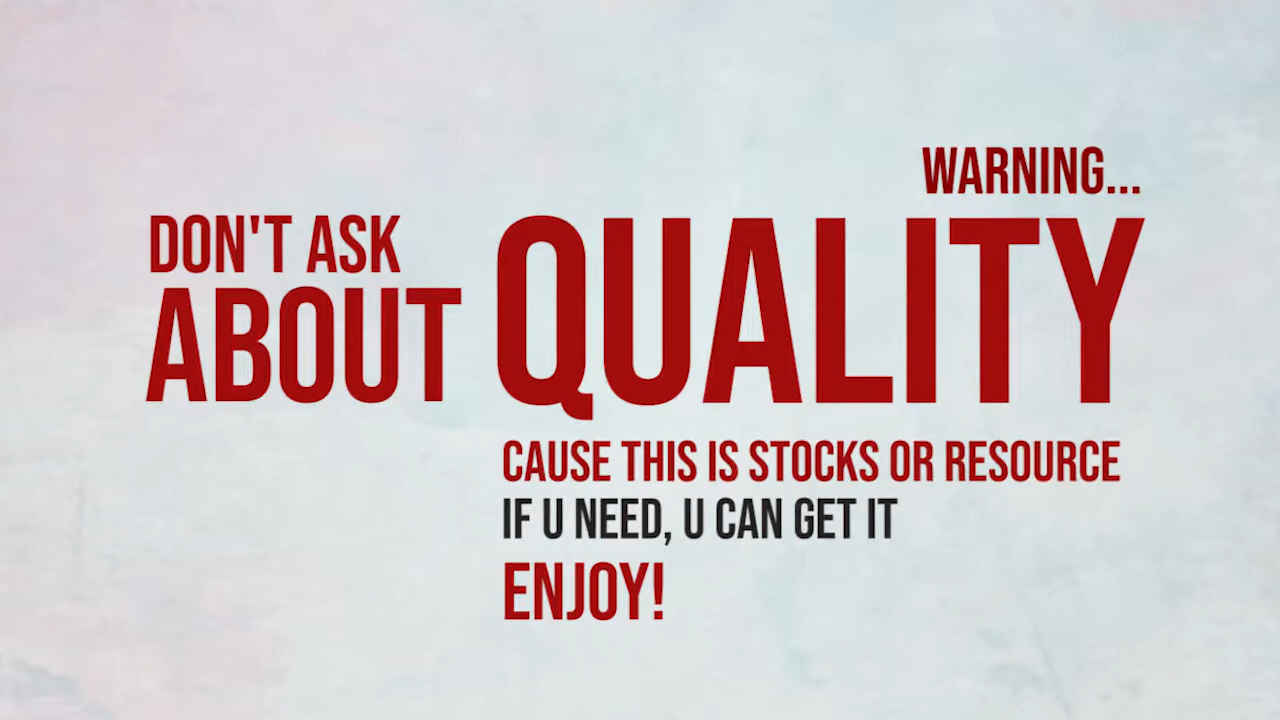 WARNING...
DON'T ASK
ABOUT QUALITY
CAUSE THIS IS STOCKS OR RESOURCE
IF U NEED, U CAN GET IT
ENJOY!